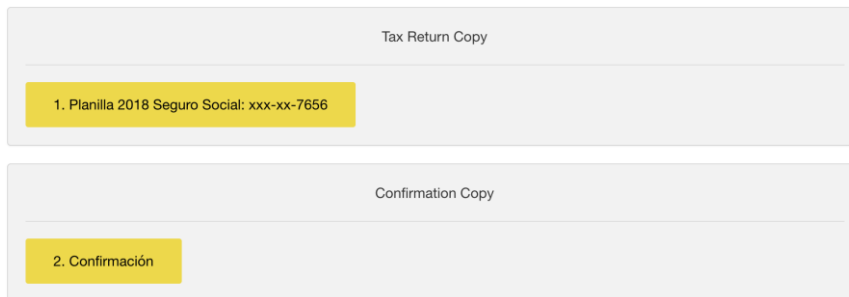 Tax Return Copy
1. Planilla 2018 Seguro Social: xxx-xx-7656
Confirmation Copy
2. Confirmación